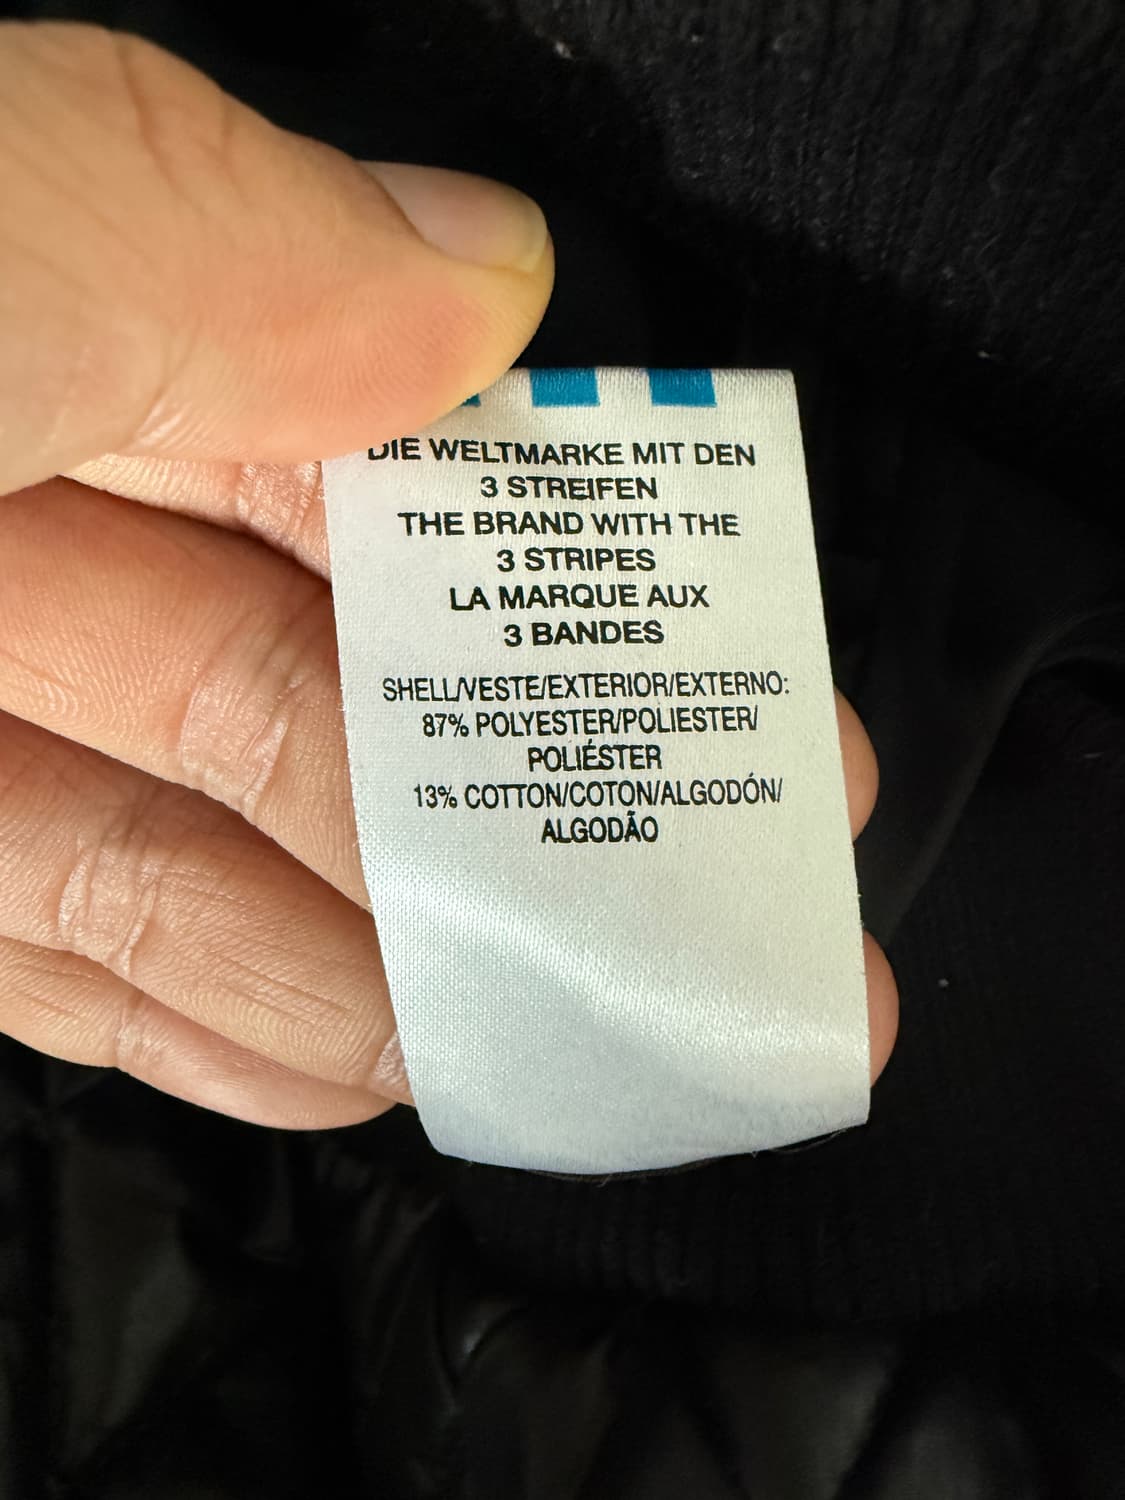 DIE WELTMARKE MIT DEN
3 STREIFEN
THE BRAND WITH THE
3 STRIPES
LA MARQUE AUX
3 BANDES
SHELL/VESTE/EXTERIOR/EXTERNO:
87% POLYESTER/POLIESTER/
POLIÉSTER
13% COTTON/COTON/ALGODÓN/
ALGODÃO